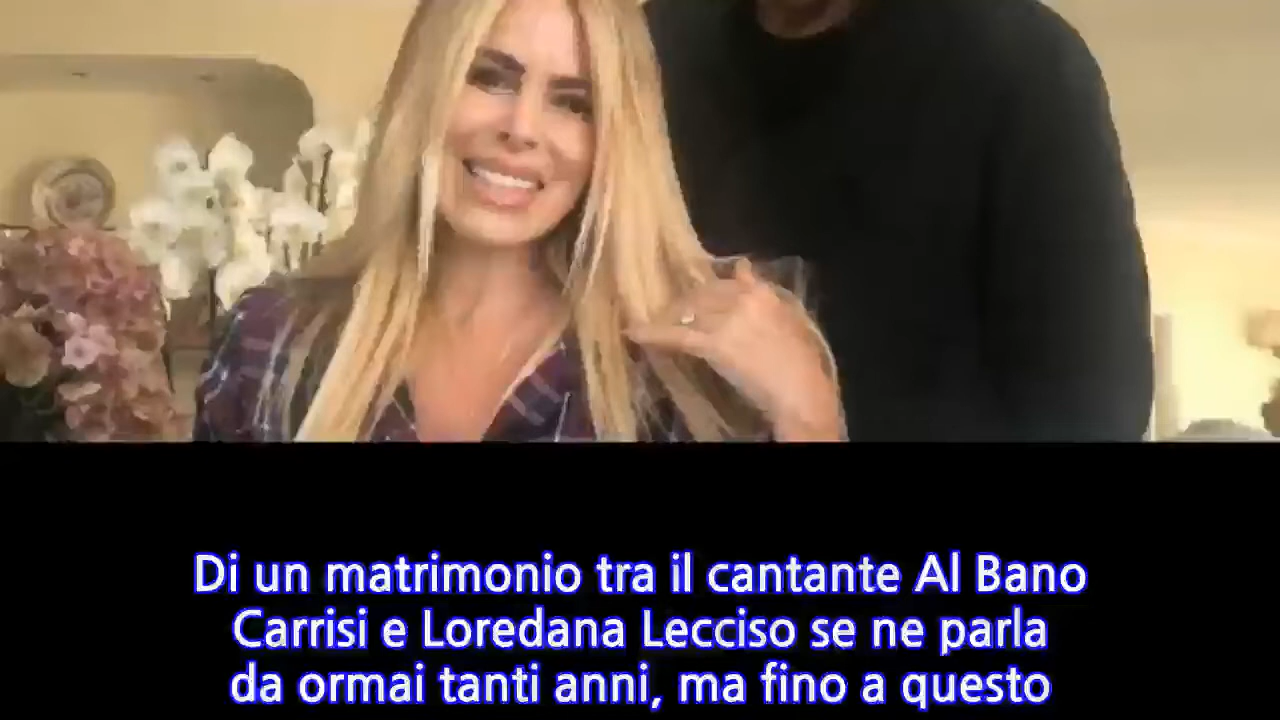 Di un matrimonio tra il cantante Al Bano
Carrisi e Loredana Lecciso se ne parla
da ormai tanti anni, ma fino a questo